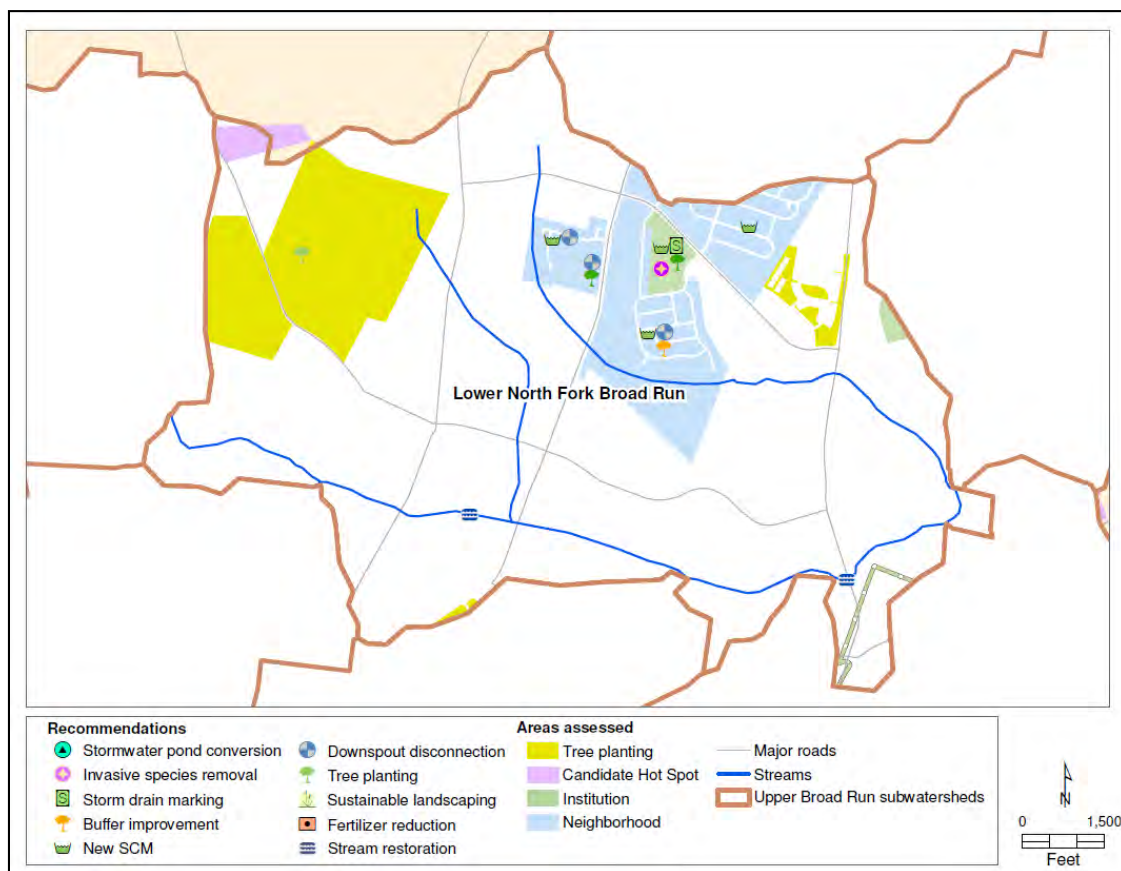 S
Lower North Fork Broad Run
Recommendations
Stormwater pond conversion
Invasive species removal
S Storm drain marking
Buffer improvement
New SCM
Downspout disconnection
Tree planting
Sustainable landscaping
Fertilizer reduction
Stream restoration
Areas assessed
Tree planting
Candidate Hot Spot
Institution
Neighborhood
Major roads
Streams
Upper Broad Run subwatersheds
N
0 1,500
Feet